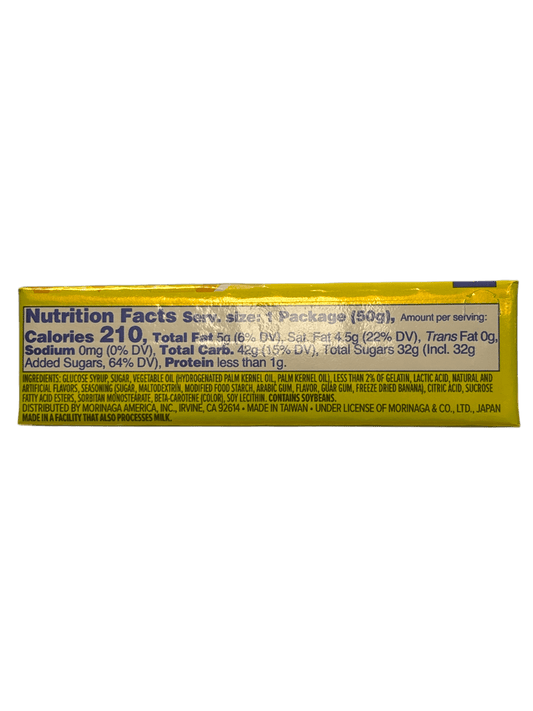 Nutrition Facts Serv. size: 1 Package (50g), Amount per serving:
Calories 210, Total Fat 5g (6% DV), Sat. Fat 4.5g (22% DV), Trans Fat 0g,
Sodium 0mg (0% DV), Total Carb. 42g (15% DV), Total Sugars 32g (Incl. 32g
Added Sugars, 64% DV), Protein less than 1g.
INGREDIENTS: GLUCOSE SYRUP, SUGAR, VEGETABLE OIL (HYDROGENATED PALM KERNEL OIL, PALM KERNEL OIL), LESS THAN 2% OF GELATIN, LACTIC ACID, NATURAL AND
ARTIFICIAL FLAVORS, SEASONING (SUGAR, MALTODEXTRIN, MODIFIED FOOD STARCH, ARABIC GUM, FLAVOR, GUAR GUM, FREEZE DRIED BANANA), CITRIC ACID, SUCROSE
FATTY ACID ESTERS, SORBITAN MONOSTEARATE, BETA-CAROTENE (COLOR), SOY LECITHIN. CONTAINS SOYBEANS.
DISTRIBUTED BY MORINAGA AMERICA, INC., IRVINE, CA 92614 • MADE IN TAIWAN • UNDER LICENSE OF MORINAGA & CO., LTD., JAPAN
MADE IN A FACILITY THAT ALSO PROCESSES MILK.